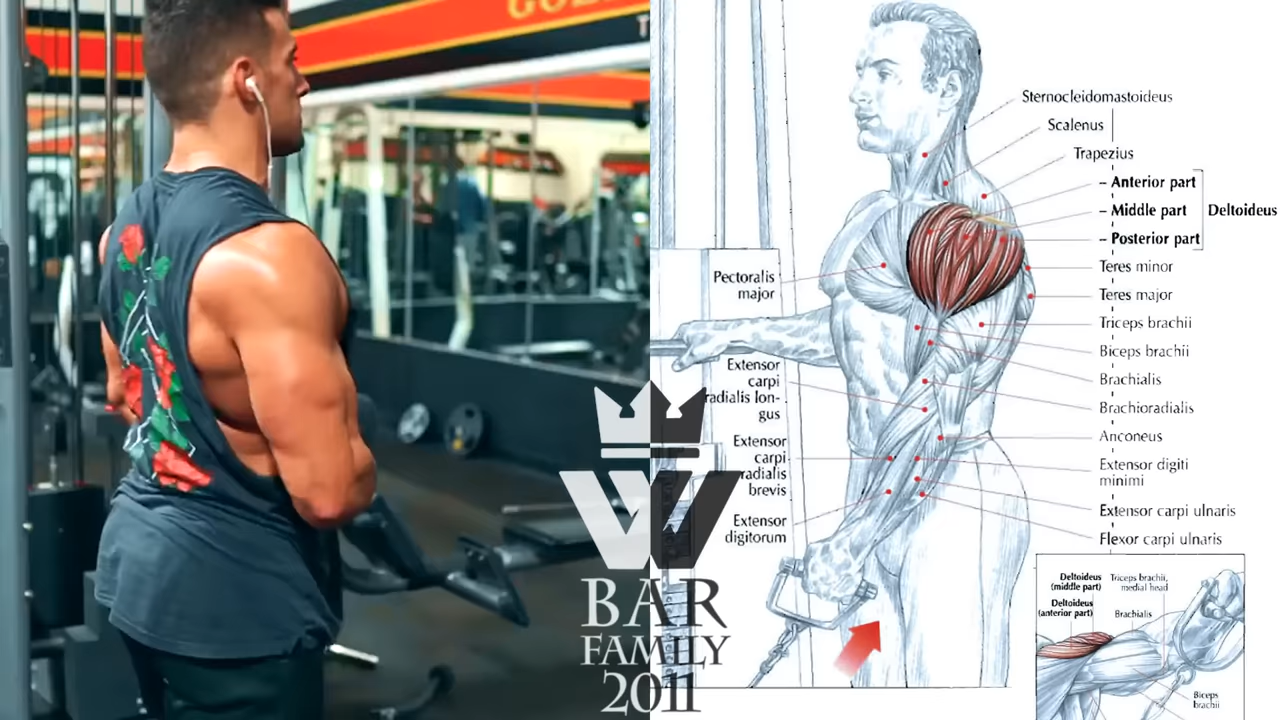 GOL
T
Sternocleidomastoideus
Scalenus
Trapezius
– Anterior part
– Middle part
– Posterior part
Deltoideus
Teres minor
Teres major
Triceps brachii
Biceps brachii
Brachialis
Brachioradialis
Anconeus
Extensor digiti
minimi
Extensor carpi ulnaris
Flexor carpi ulnaris
Pectoralis
major
Extensor
carpi
radialis lon-
gus
Extensor
carpi
radialis
brevis
Extensor
digitorum
W
BAR
FAMILY
2011
Deltoideus
(middle part)
Deltoideus
(anterior part)
Triceps brachii,
medial head
Brachialis
Biceps
brachii